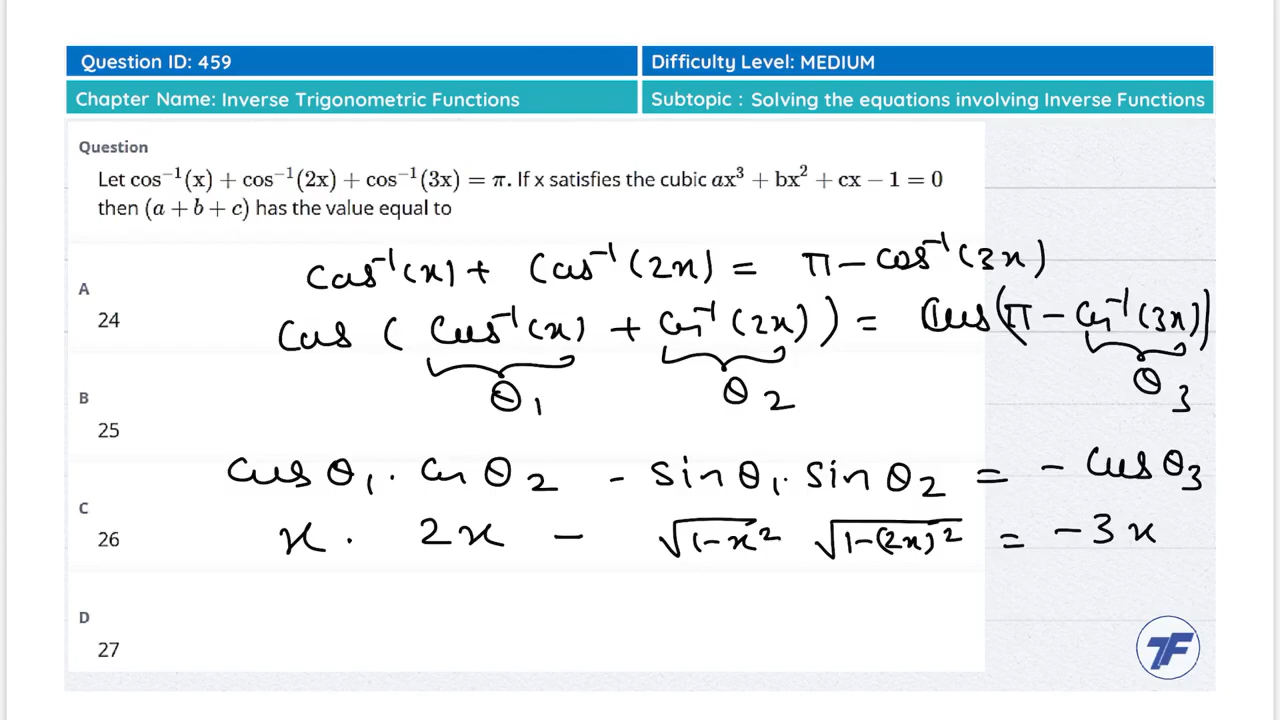 Question ID: 459
Difficulty Level: MEDIUM
Chapter Name: Inverse Trigonometric Functions
Subtopic : Solving the equations involving Inverse Functions
Question
Let cos⁻¹(x) + cos⁻¹(2x) + cos⁻¹(3x) = π. If x satisfies the cubic ax³ + bx² + cx − 1 = 0
then (a + b + c) has the value equal to
cos⁻¹(x) + cos⁻¹(2x) = π − cos⁻¹(3x)
A
24
cos ( cos⁻¹(x) + cos⁻¹(2x) ) = cos(π − cos⁻¹(3x))
θ₁ θ₂ θ₃
B
25
cos θ₁ . cos θ₂ − sin θ₁. sin θ₂ = − cos θ₃
C
26
x . 2x − √1−x² √1−(2x)² = −3x
D
27
TF